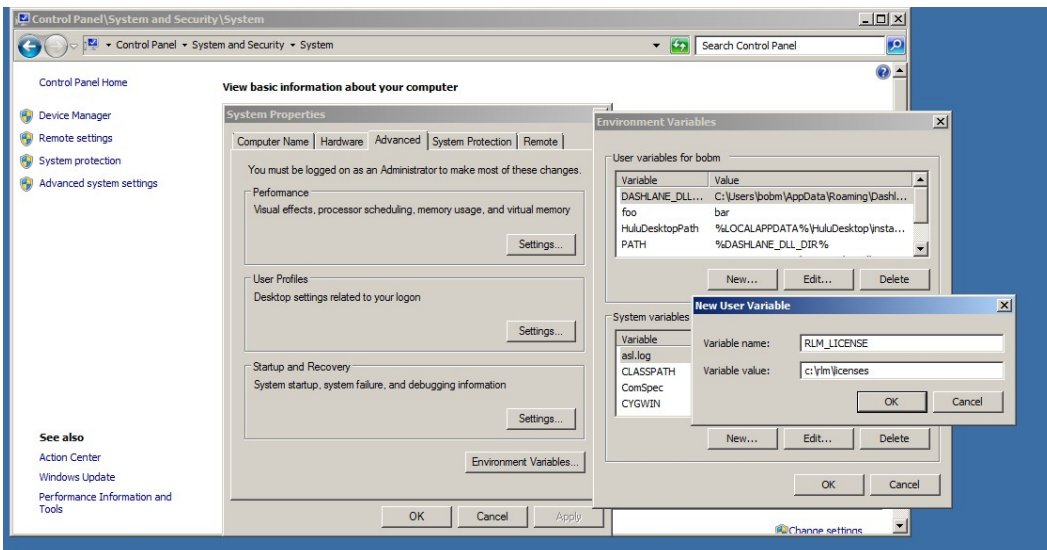 Control Panel\System and Security\System
Control Panel System and Security System
Search Control Panel
Control Panel Home
Device Manager
Remote settings
System protection
Advanced system settings
See also
Action Center
Windows Update
Performance Information and
Tools
View basic information about your computer
System Properties
Computer Name Hardware Advanced System Protection Remote
You must be logged on as an Administrator to make most of these changes.
Performance
Visual effects, processor scheduling, memory usage, and virtual memory
Settings...
User Profiles
Desktop settings related to your logon
Settings...
Startup and Recovery
System startup, system failure, and debugging information
Settings...
Environment Variables...
OK Cancel Apply
Environment Variables
User variables for bobm
Variable Value
DASHLANE_DLL... C:\Users\bobm\AppData\Roaming\Dashl...
foo bar
HuluDesktopPath %LOCALAPPDATA%\HuluDesktop\insta...
PATH %DASHLANE_DLL_DIR%
New... Edit... Delete
System variables
Variable
asl.log
CLASSPATH
ComSpec
CYGWIN
New... Edit... Delete
OK Cancel
New User Variable
Variable name: RLM_LICENSE
Variable value: c:\rlm\licenses
OK Cancel
Change settings